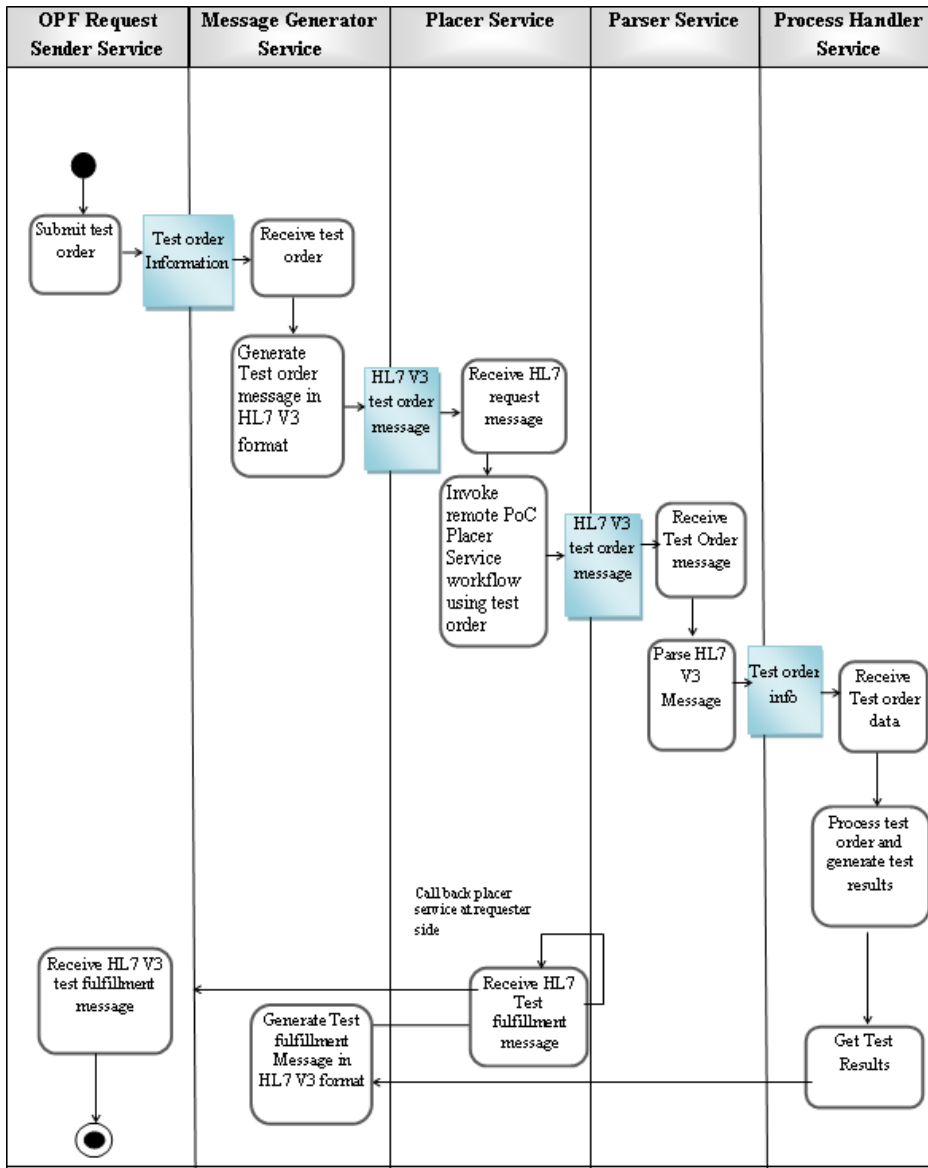 OPF Request
Sender Service
Message Generator
Service
Placer Service
Parser Service
Process Handler
Service
Submit test
order
Test order
Information
Receive test
order
Generate
Test order
message in
HL7 V3
format
HL7 V3
test order
message
Receive HL7
request
message
Invoke
remote PoC
Placer
Service
workflow
using test
order
HL7 V3
test order
message
Receive
Test Order
message
Parse HL7
V3
Message
Test order
info
Receive
Test order
data
Process test
order and
generate test
results
Call back placer
service at requester
side
Receive HL7 V3
test fulfillment
message
Receive HL7
Test
fulfillment
message
Generate Test
fulfillment
Message in
HL7 V3 format
Get Test
Results